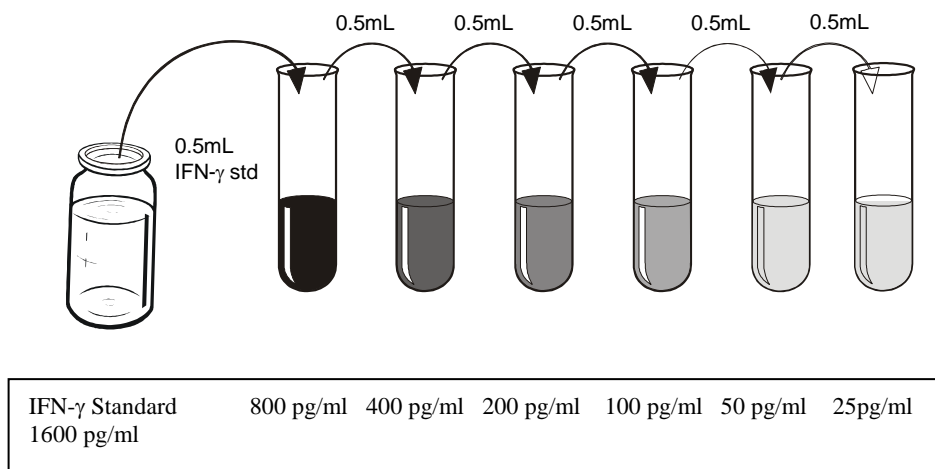 0.5mL 0.5mL 0.5mL 0.5mL 0.5mL
0.5mL
IFN-γ std
IFN-γ Standard 800 pg/ml 400 pg/ml 200 pg/ml 100 pg/ml 50 pg/ml 25pg/ml
1600 pg/ml